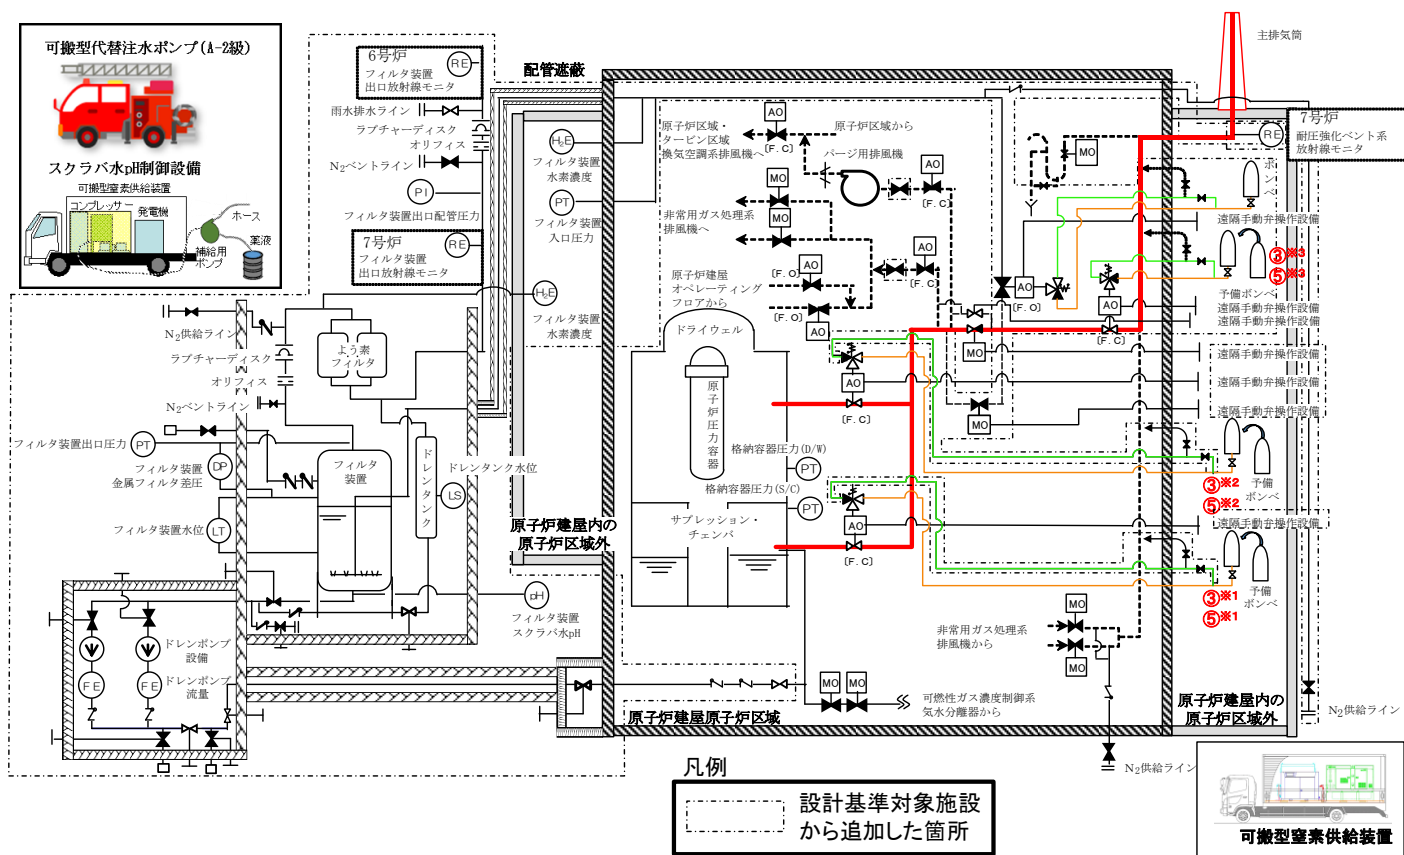 可搬型代替注水ポンプ(A-2級)
スクラバ水pH制御設備
可搬型窒素供給装置
コンプレッサー
発電機
ホース
薬液
補給用
ポンプ
6号炉
フィルタ装置
出口放射線モニタ
RE
雨水排水ライン
ラプチャーディスク
オリフィス
N₂ベントライン
PI
フィルタ装置出口配管圧力
7号炉
フィルタ装置
出口放射線モニタ
RE
配管遮蔽
H₂E
フィルタ装置
水素濃度
PT
フィルタ装置
入口圧力
H₂E
フィルタ装置
水素濃度
N₂供給ライン
ラプチャーディスク
オリフィス
N₂ベントライン
よう素
フィルタ
フィルタ装置出口圧力
PT
DP
フィルタ装置
金属フィルタ差圧
フィルタ装置水位
LT
フィルタ
装置
ドレンタンク
ドレンタンク水位
LS
pH
フィルタ装置
スクラバ水pH
ドレンポンプ
設備
ドレンポンプ
流量
FE
FE
原子炉建屋内の
原子炉区域外
原子炉区域・
タービン区域
換気空調系排風機へ
AO
(F.C)
原子炉区域から
パージ用排風機
AO
(F.C)
MO
MO
非常用ガス処理系
排風機へ
AO
(F.C)
原子炉建屋
オペレーティング
フロアから
AO
(F.O)
(F.O)
AO
ドライウェル
原子炉圧力容器
格納容器圧力(D/W)
PT
格納容器圧力(S/C)
PT
サプレッション・
チェンバ
AO
(F.C)
AO
(F.C)
MO
MO
AO
(F.O)
AO
(F.C)
MO
主排気筒
7号炉
耐圧強化ベント系
放射線モニタ
RE
ボンベ
遠隔手動弁操作設備
③※3
⑤※3
予備ボンベ
遠隔手動弁操作設備
遠隔手動弁操作設備
遠隔手動弁操作設備
遠隔手動弁操作設備
遠隔手動弁操作設備
③※2
⑤※2
予備
ボンベ
遠隔手動弁操作設備
③※1
⑤※1
予備
ボンベ
非常用ガス処理系
排風機から
MO
MO
MO
MO
可燃性ガス濃度制御系
気水分離器から
原子炉建屋原子炉区域
原子炉建屋内の
原子炉区域外
N₂供給ライン
N₂供給ライン
凡例
設計基準対象施設
から追加した箇所
可搬型窒素供給装置